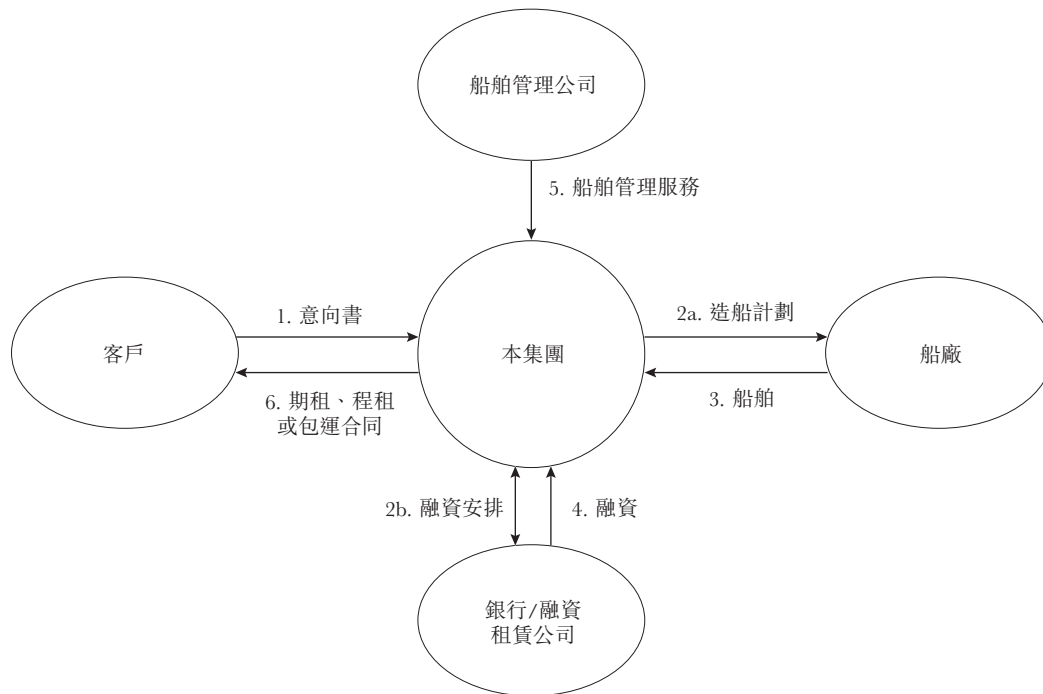 船舶管理公司
5. 船舶管理服務
1. 意向書
2a. 造船計劃
客戶
本集團
船廠
6. 期租、程租
或包運合同
3. 船舶
2b. 融資安排
4. 融資
銀行/融資
租賃公司